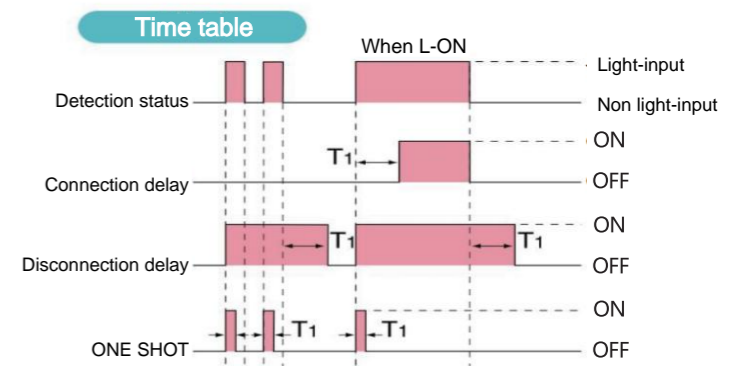 Time table
When L-ON
Light-input
Detection status
Non light-input
ON
T1
Connection delay
OFF
ON
T1
T1
Disconnection delay
OFF
ON
T1
T1
ONE SHOT
OFF